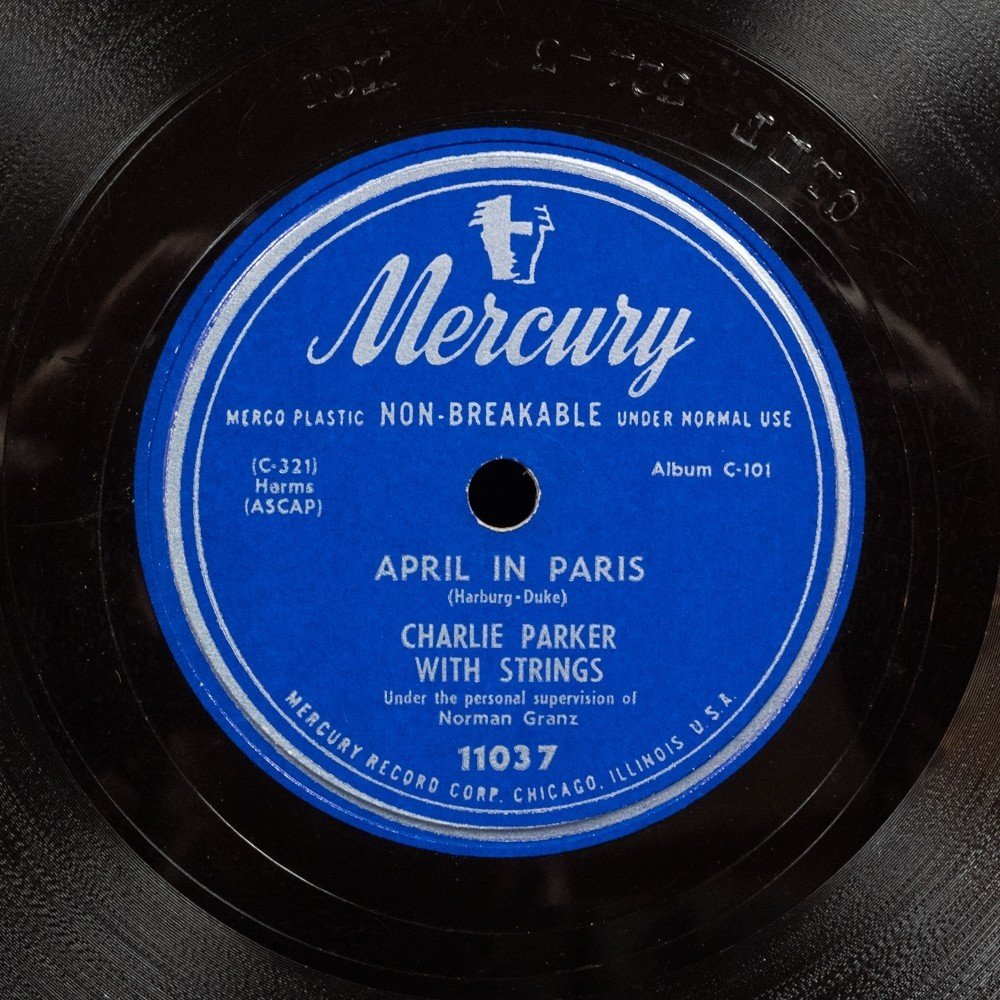 Mercury
MERCO PLASTIC NON-BREAKABLE UNDER NORMAL USE
(C-321)
Harms
(ASCAP)
Album C-101
APRIL IN PARIS
(Harburg-Duke)
CHARLIE PARKER
WITH STRINGS
Under the personal supervision of
Norman Granz
11037
MERCURY RECORD CORP. CHICAGO, ILLINOIS U.S.A.